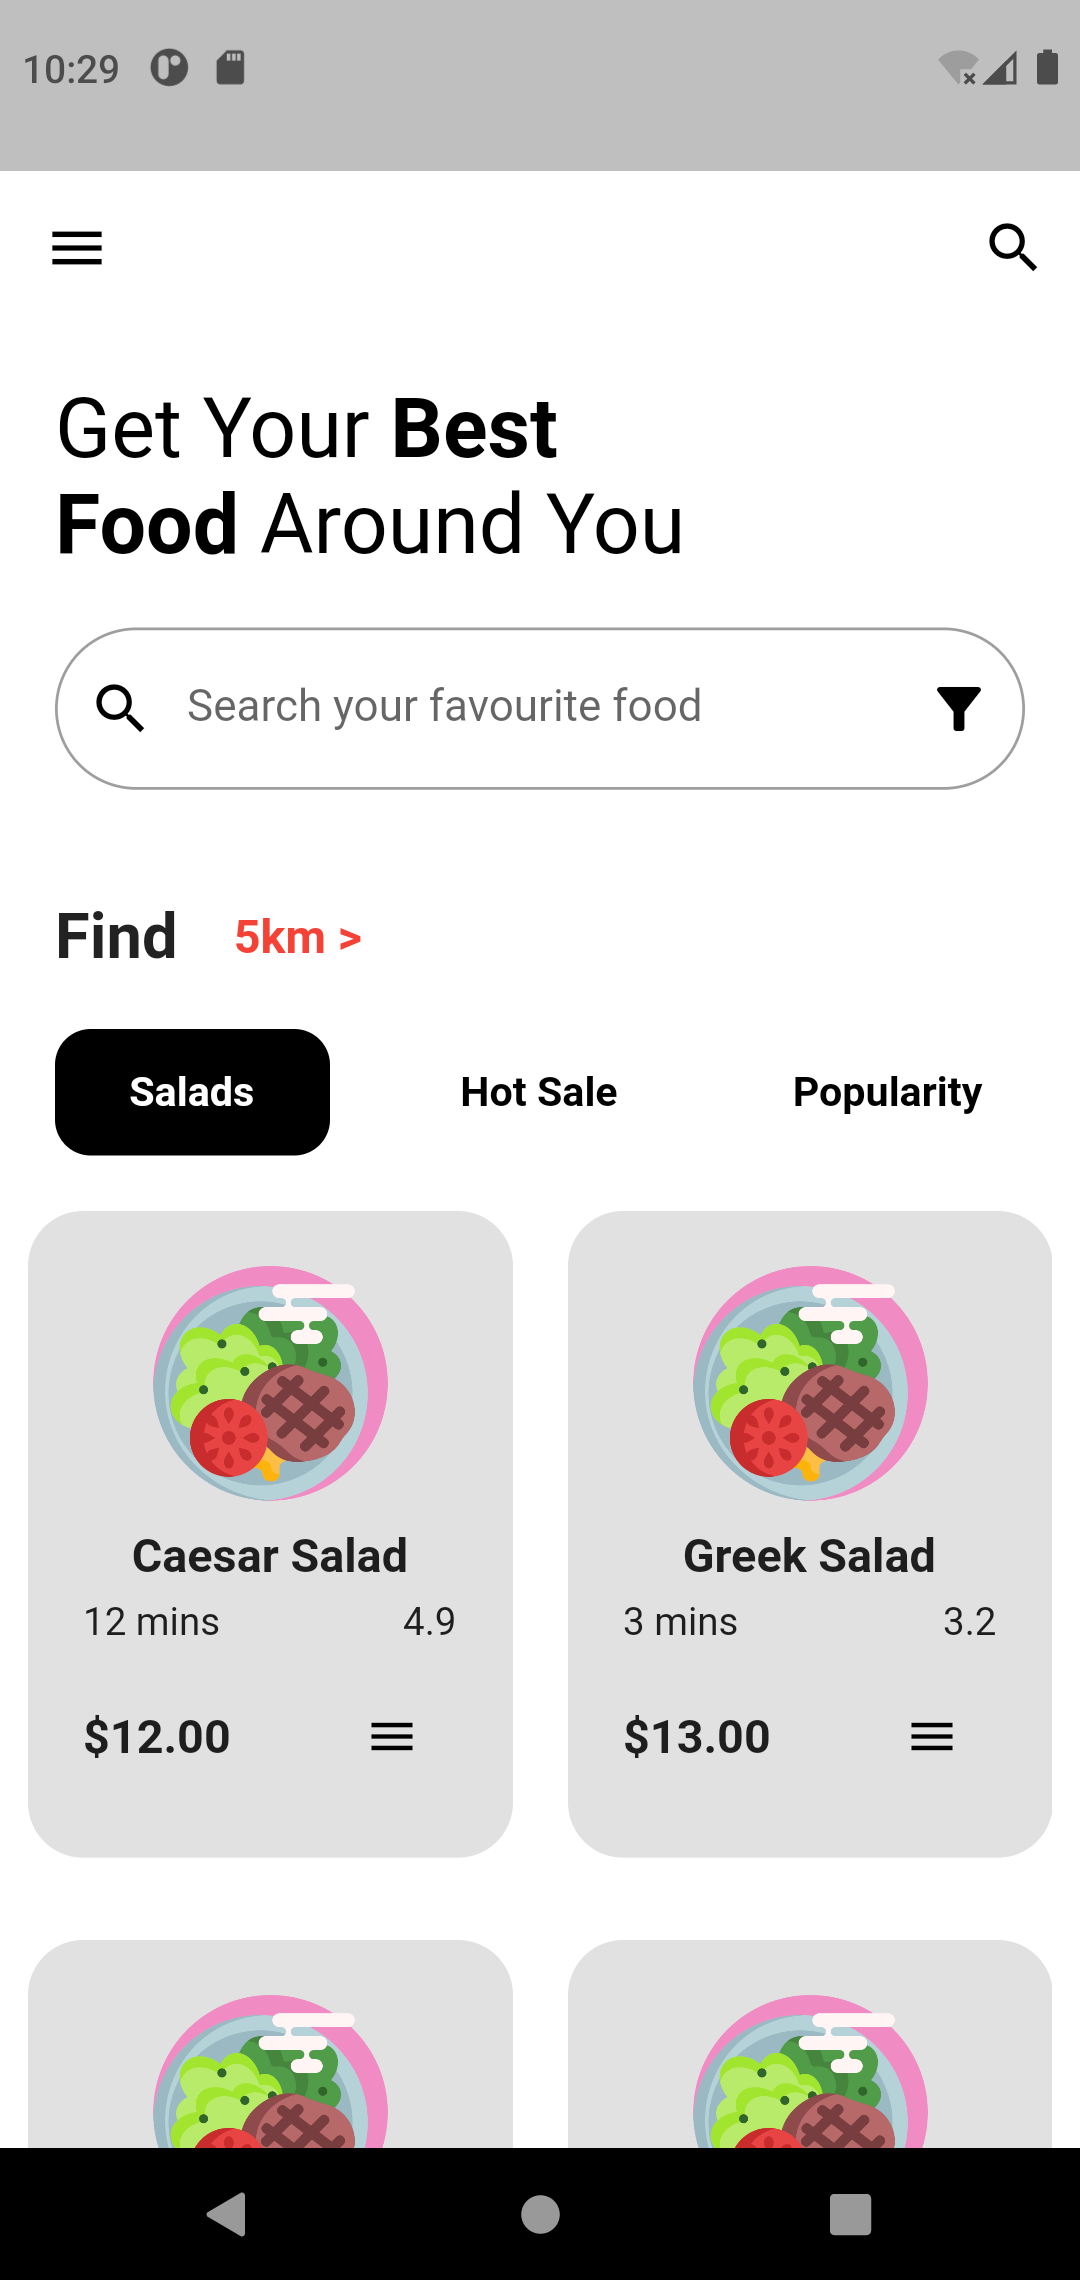 10:29
Get Your Best
Food Around You
Search your favourite food
Find 5km >
Salads Hot Sale Popularity
Caesar Salad Greek Salad
12 mins 4.9 3 mins 3.2
$12.00 $13.00